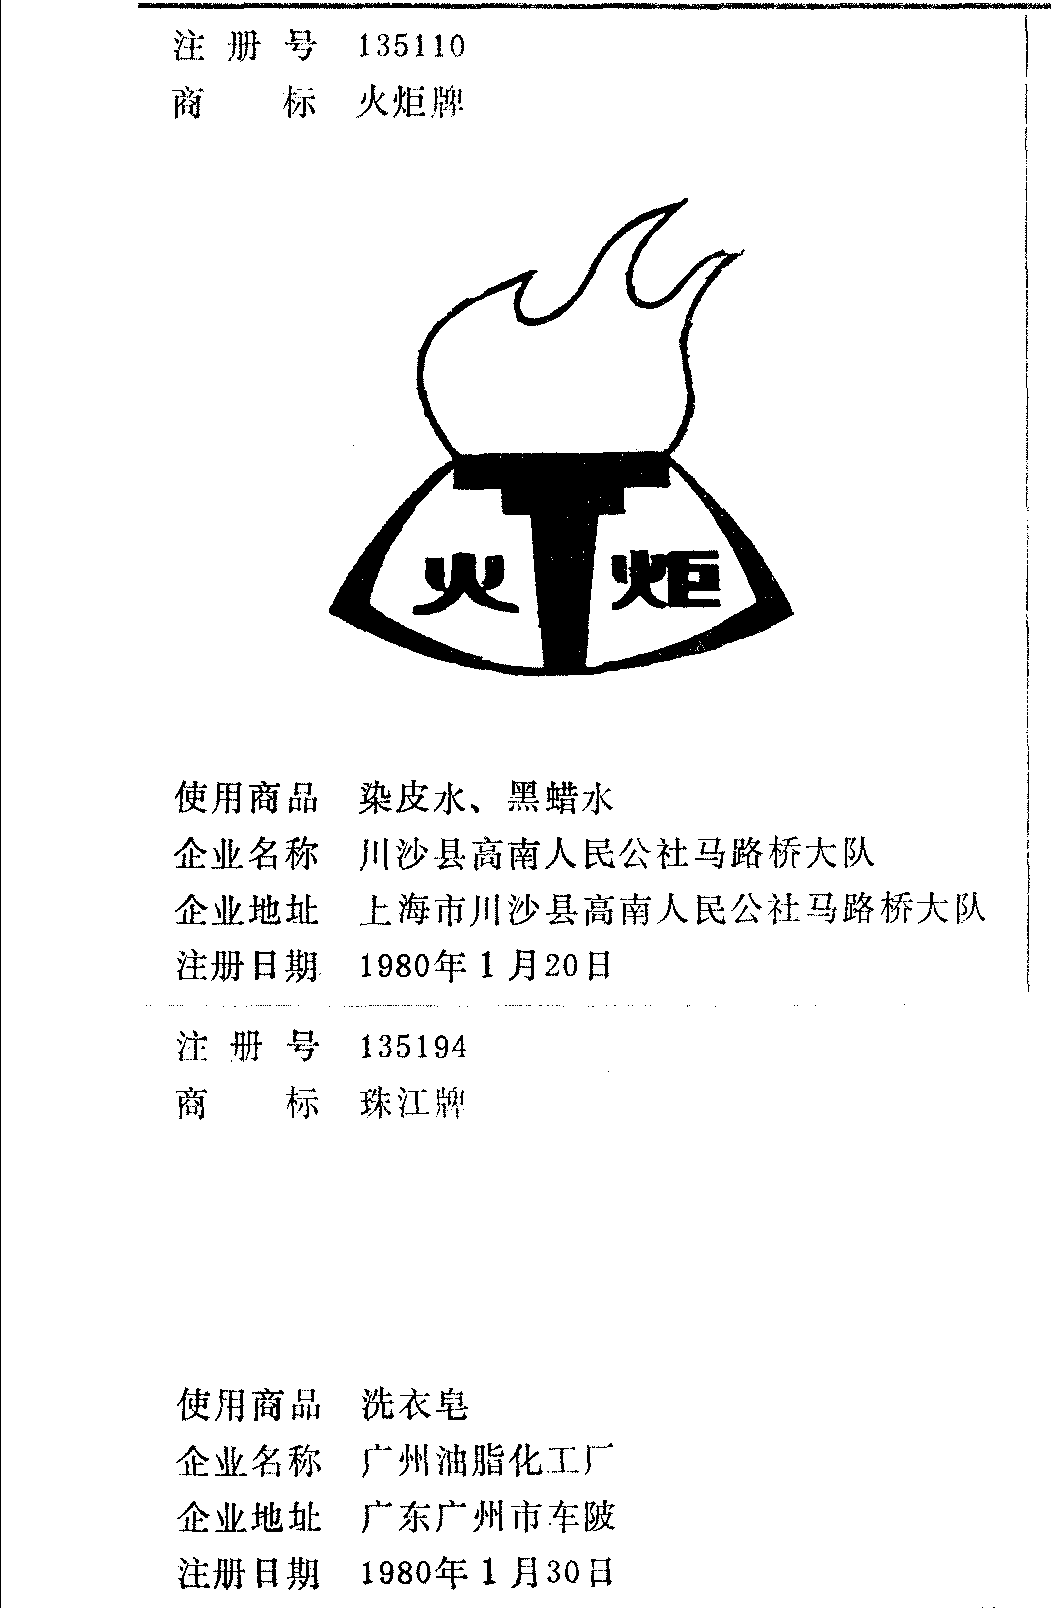 注册号 135110
商标 火炬牌
火炬
使用商品 染皮水、黑蜡水
企业名称 川沙县高南人民公社马路桥大队
企业地址 上海市川沙县高南人民公社马路桥大队
注册日期 1980年1月20日
注册号 135194
商标 珠江牌
使用商品 洗衣皂
企业名称 广州油脂化工厂
企业地址 广东广州市车陂
注册日期 1980年1月30日